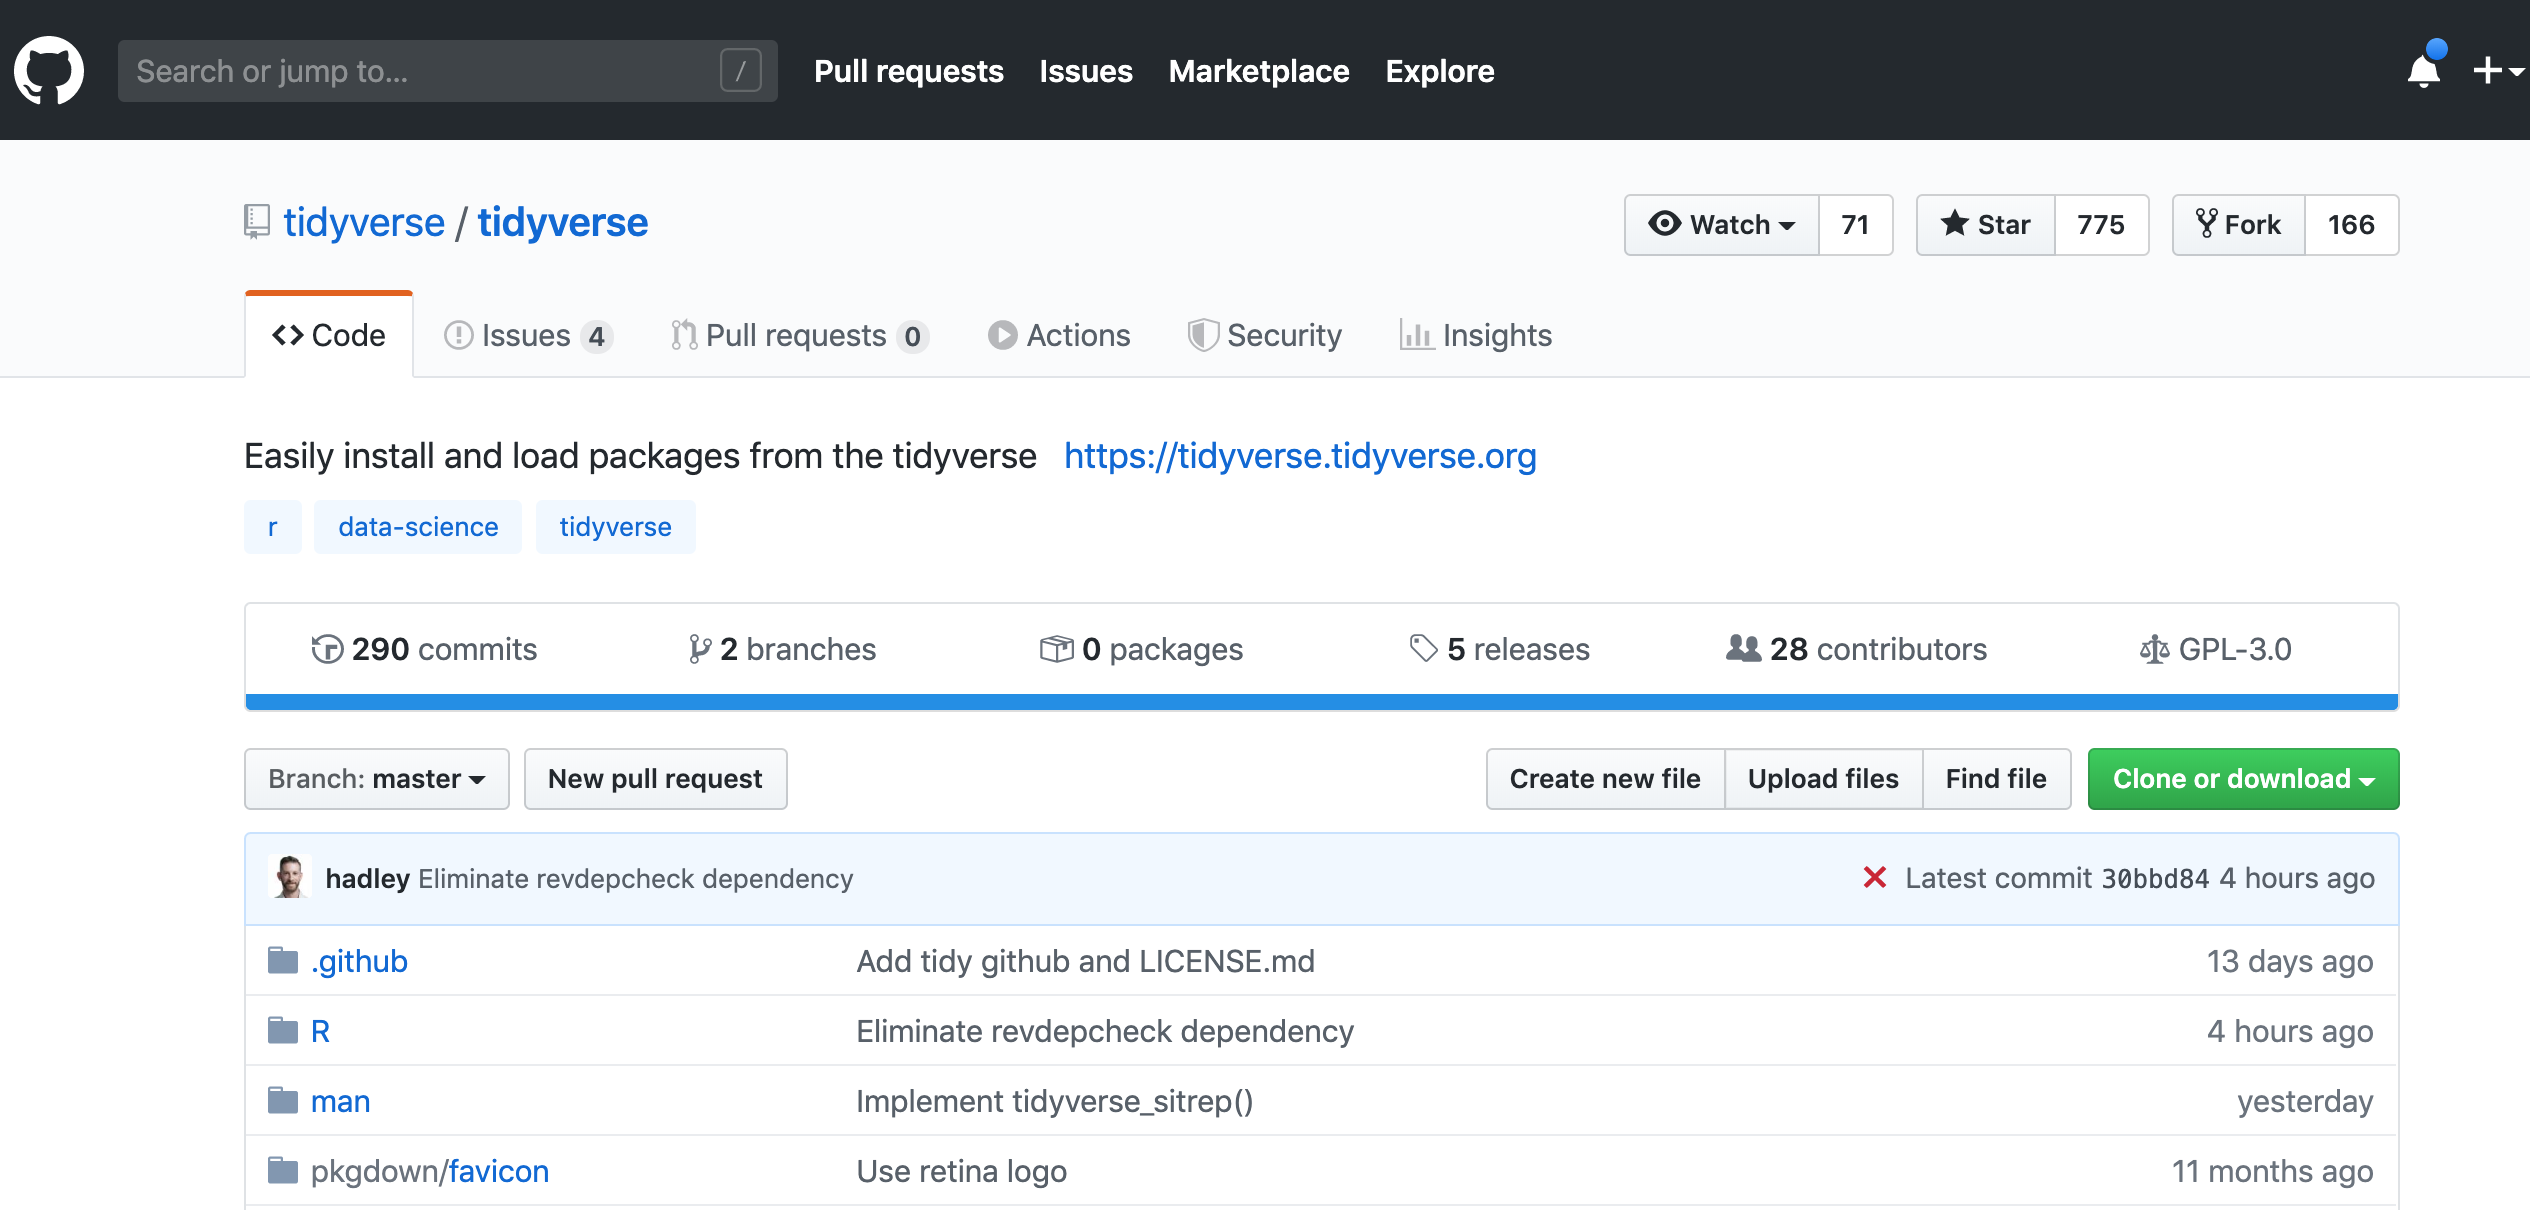 Search or jump to... /
Pull requests Issues Marketplace Explore
tidyverse / tidyverse
Watch 71 Star 775 Fork 166
Code Issues 4 Pull requests 0 Actions Security Insights
Easily install and load packages from the tidyverse https://tidyverse.tidyverse.org
r data-science tidyverse
290 commits 2 branches 0 packages 5 releases 28 contributors GPL-3.0
Branch: master New pull request Create new file Upload files Find file Clone or download
hadley Eliminate revdepcheck dependency Latest commit 30bbd84 4 hours ago
.github Add tidy github and LICENSE.md 13 days ago
R Eliminate revdepcheck dependency 4 hours ago
man Implement tidyverse_sitrep() yesterday
pkgdown/favicon Use retina logo 11 months ago